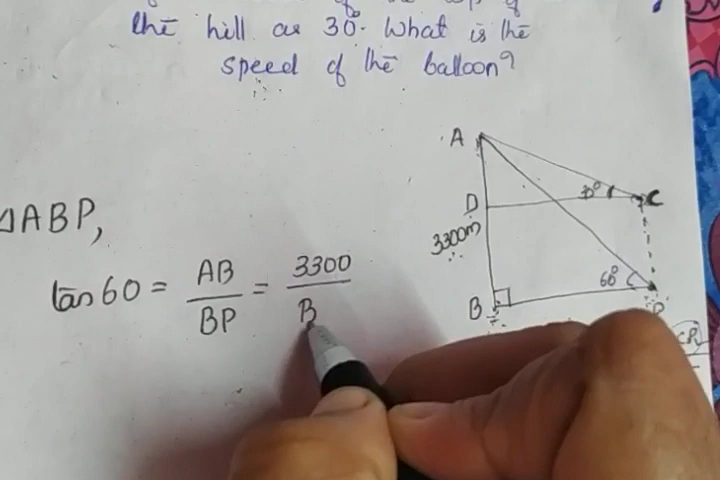 the hill as 30°. What is the
speed of the balloon?
ΔABP,
tan 60 = AB/BP = 3300/B
A
30°
C
D
3300m
60°
B
P